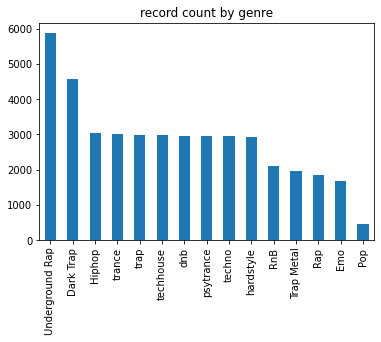 record count by genre
6000
5000
4000
3000
2000
1000
0
Underground Rap
Dark Trap
Hiphop
trance
trap
techhouse
dnb
psytrance
techno
hardstyle
RnB
Trap Metal
Rap
Emo
Pop